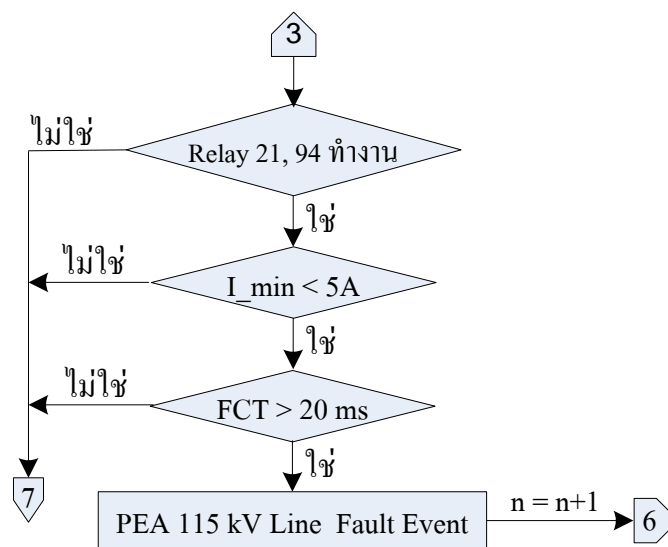 3
ไม่ใช่
Relay 21, 94 ทำงาน
ใช่
ไม่ใช่
I_min < 5A
ใช่
ไม่ใช่
FCT > 20 ms
ใช่
7
PEA 115 kV Line Fault Event
n = n+1
6